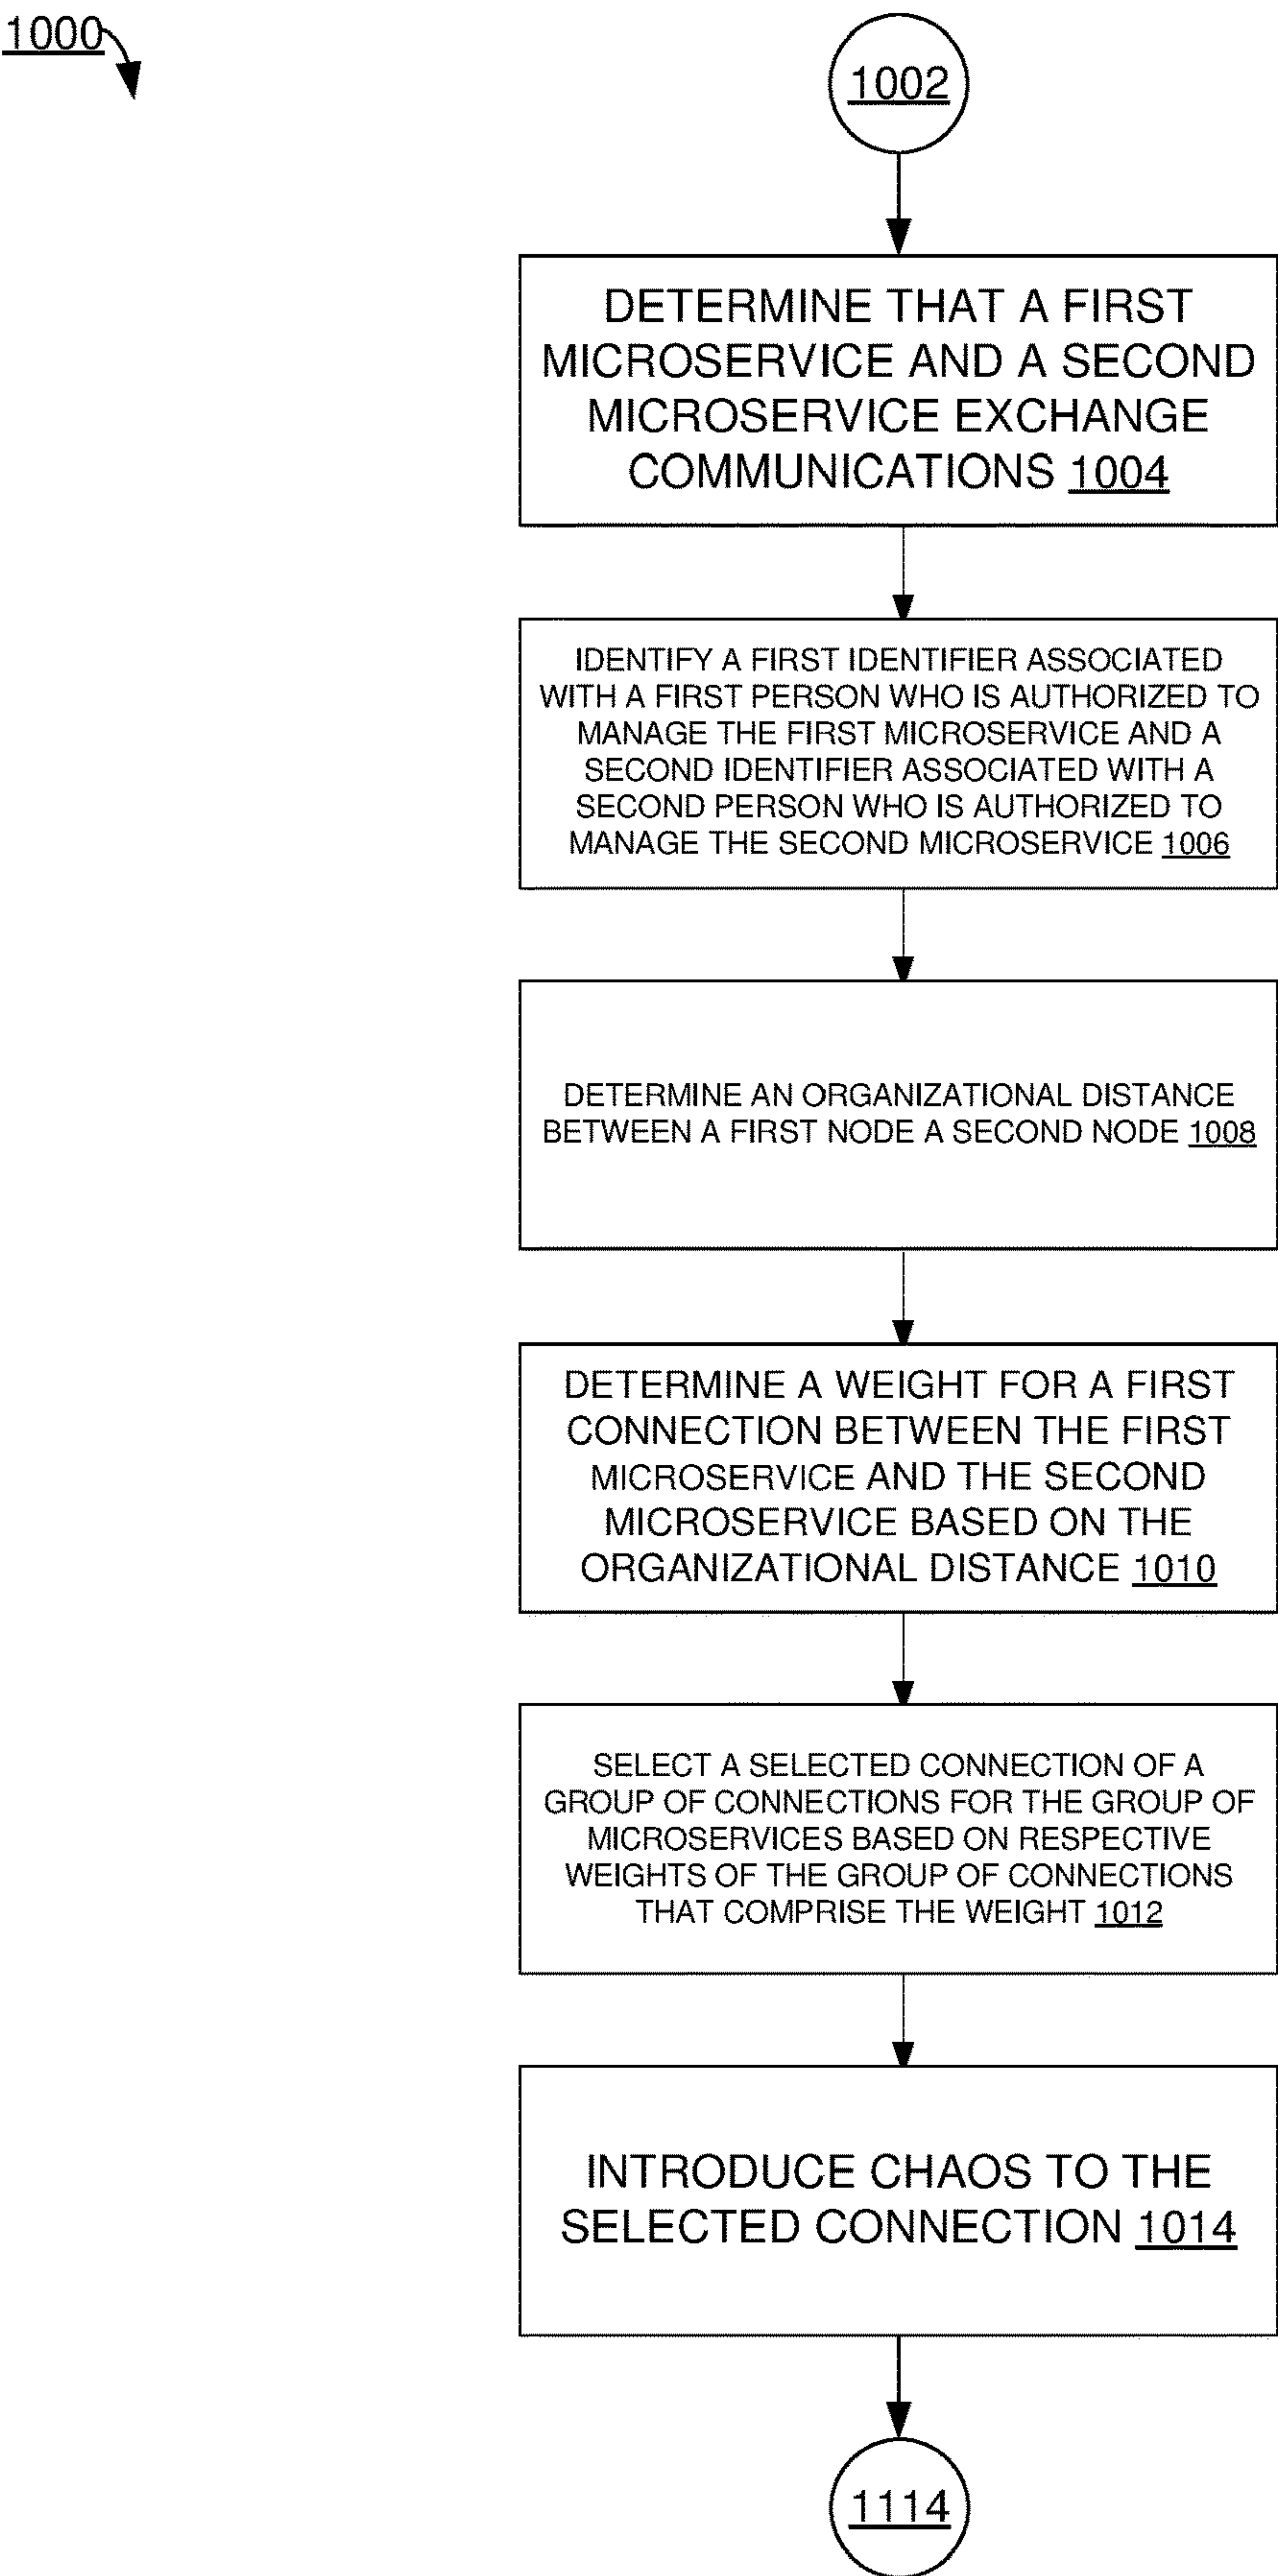 1000
1002
DETERMINE THAT A FIRST
MICROSERVICE AND A SECOND
MICROSERVICE EXCHANGE
COMMUNICATIONS 1004
IDENTIFY A FIRST IDENTIFIER ASSOCIATED
WITH A FIRST PERSON WHO IS AUTHORIZED TO
MANAGE THE FIRST MICROSERVICE AND A
SECOND IDENTIFIER ASSOCIATED WITH A
SECOND PERSON WHO IS AUTHORIZED TO
MANAGE THE SECOND MICROSERVICE 1006
DETERMINE AN ORGANIZATIONAL DISTANCE
BETWEEN A FIRST NODE A SECOND NODE 1008
DETERMINE A WEIGHT FOR A FIRST
CONNECTION BETWEEN THE FIRST
MICROSERVICE AND THE SECOND
MICROSERVICE BASED ON THE
ORGANIZATIONAL DISTANCE 1010
SELECT A SELECTED CONNECTION OF A
GROUP OF CONNECTIONS FOR THE GROUP OF
MICROSERVICES BASED ON RESPECTIVE
WEIGHTS OF THE GROUP OF CONNECTIONS
THAT COMPRISE THE WEIGHT 1012
INTRODUCE CHAOS TO THE
SELECTED CONNECTION 1014
1114